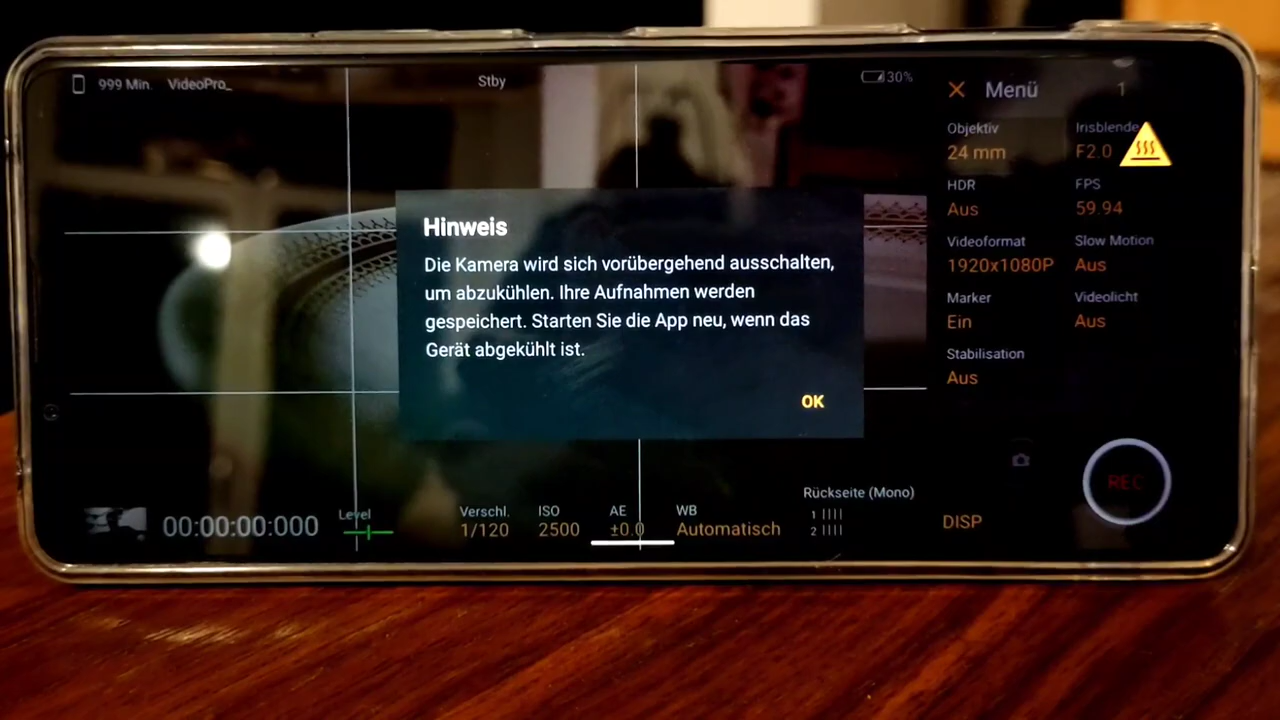 999 Min. VideoPro_
Stby
30%
Menü 1
Objektiv Irisblende
24 mm F2.0
HDR FPS
Aus 59.94
Videoformat Slow Motion
1920x1080P Aus
Marker Videolicht
Ein Aus
Stabilisation
Aus
Hinweis
Die Kamera wird sich vorübergehend ausschalten,
um abzukühlen. Ihre Aufnahmen werden
gespeichert. Starten Sie die App neu, wenn das
Gerät abgekühlt ist.
OK
REC
00:00:00:000
Level
Verschl. ISO AE WB
1/120 2500 ±0.0 Automatisch
Rückseite (Mono)
1
2
DISP